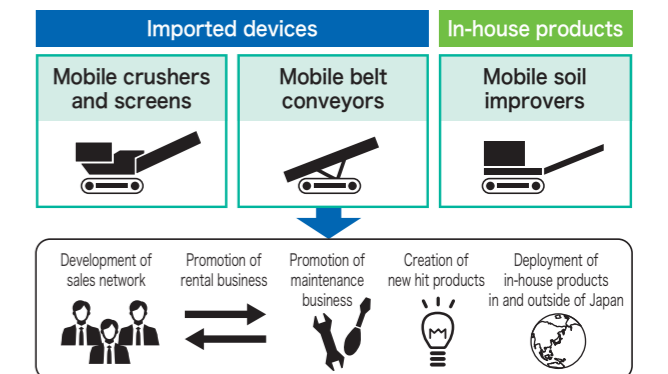 Imported devices
In-house products
Mobile crushers
and screens
Mobile belt
conveyors
Mobile soil
improvers
Development of
sales network
Promotion of
rental business
Promotion of
maintenance
business
Creation of
new hit products
Deployment of
in-house products
in and outside of Japan